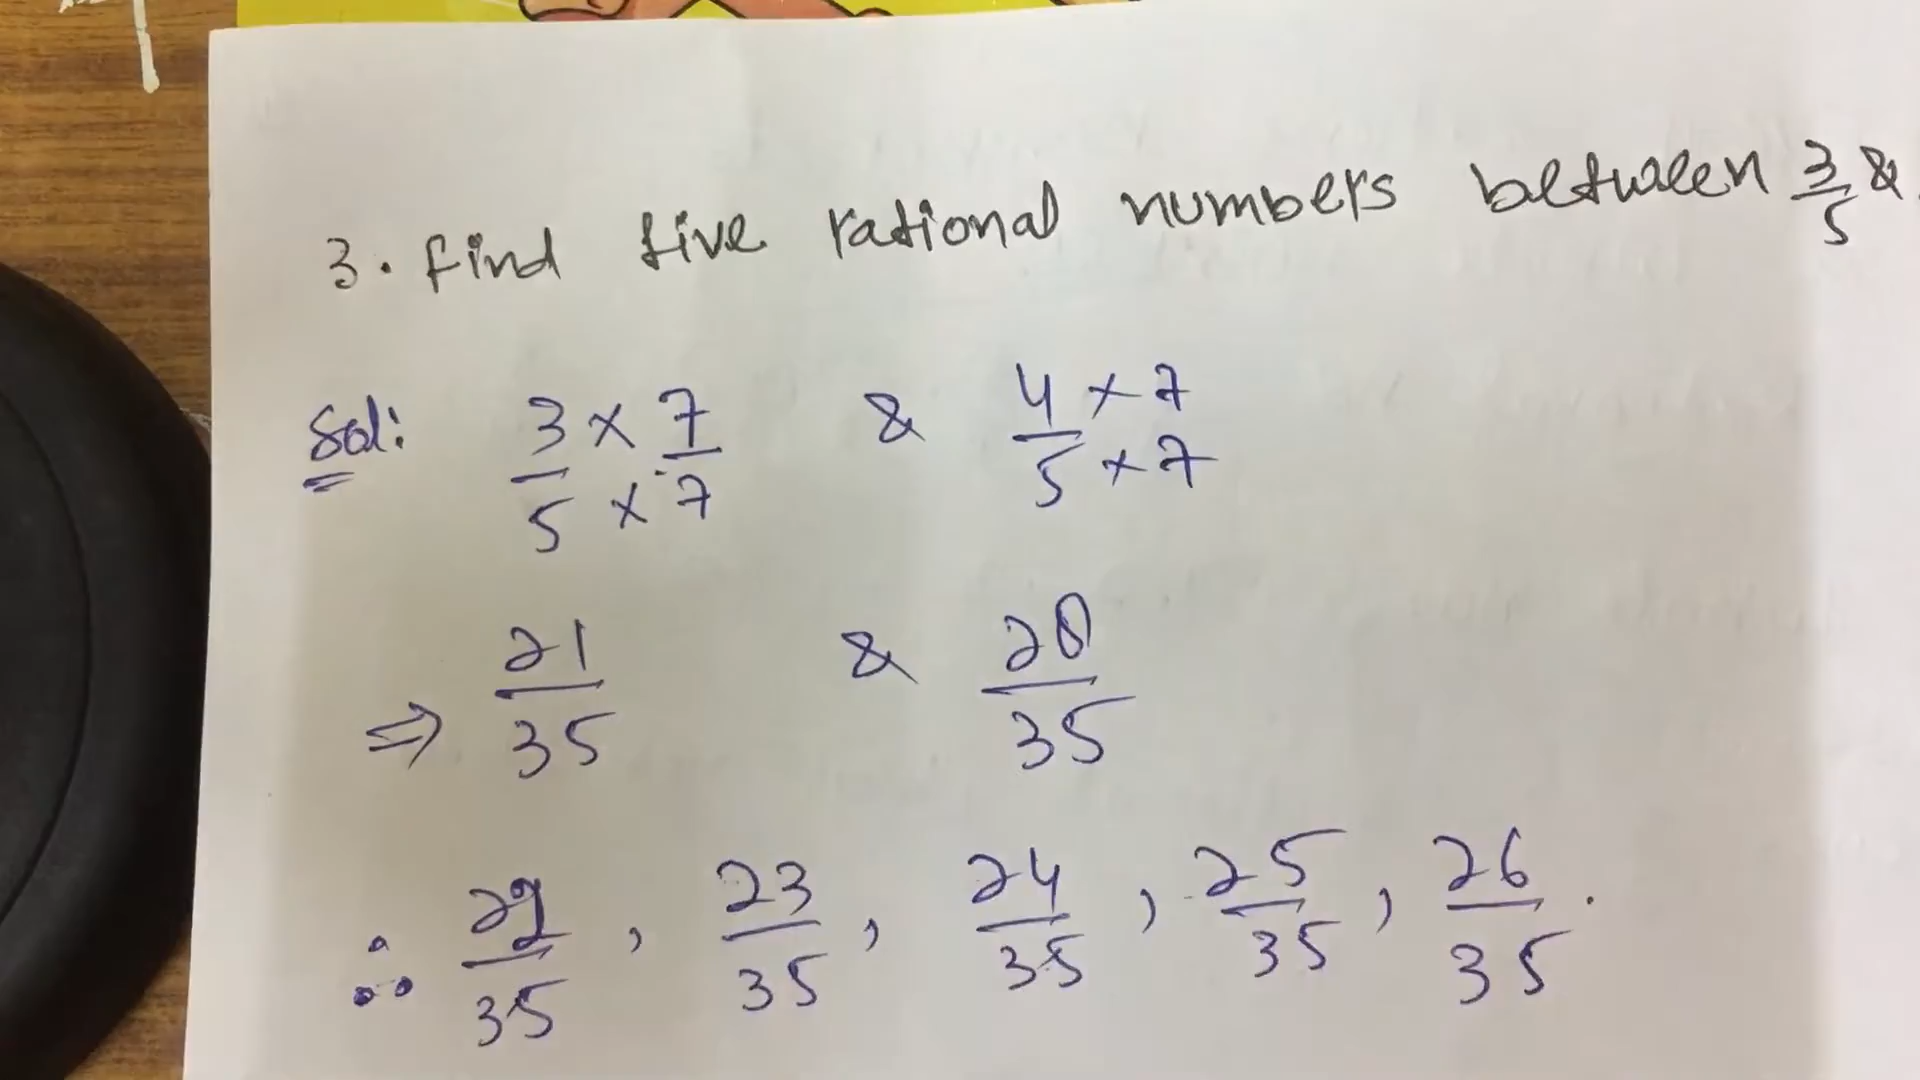 3. find five rational numbers between 3/5 &
Sol: 3/5 × 7/7 & 4/5 × 7/7
⇒ 21/35 & 28/35
∴ 22/35 , 23/35 , 24/35 , 25/35 , 26/35 .